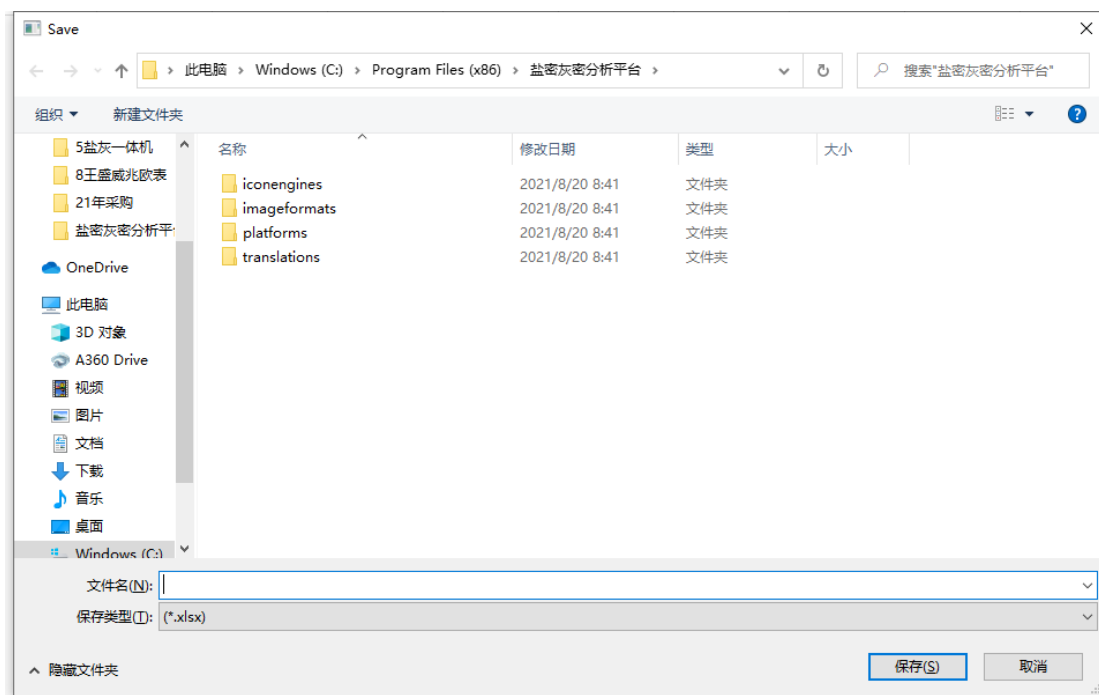 Save
此电脑 › Windows (C:) › Program Files (x86) › 盐密灰密分析平台 ›
搜索"盐密灰密分析平台"
组织 新建文件夹
名称 修改日期 类型 大小
5盐灰一体机
8王盛威兆欧表
21年采购
盐密灰密分析平
OneDrive
此电脑
3D 对象
A360 Drive
视频
图片
文档
下载
音乐
桌面
Windows (C:)
iconengines 2021/8/20 8:41 文件夹
imageformats 2021/8/20 8:41 文件夹
platforms 2021/8/20 8:41 文件夹
translations 2021/8/20 8:41 文件夹
文件名(N):
保存类型(T): (*.xlsx)
隐藏文件夹
保存(S) 取消